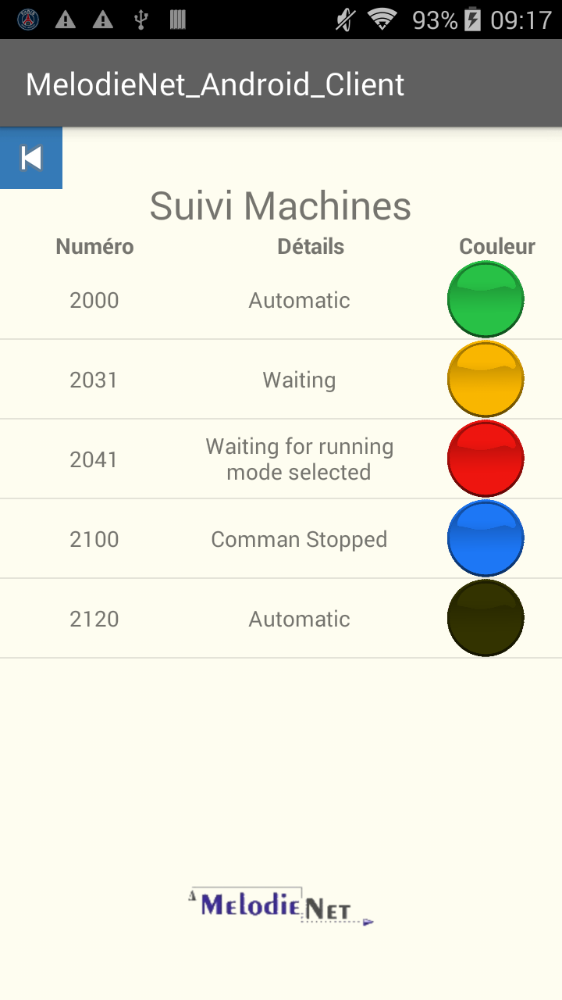 93% 09:17
MelodieNet_Android_Client
Suivi Machines
Numéro Détails Couleur
2000 Automatic
2031 Waiting
2041 Waiting for running
mode selected
2100 Comman Stopped
2120 Automatic
MelodieNet